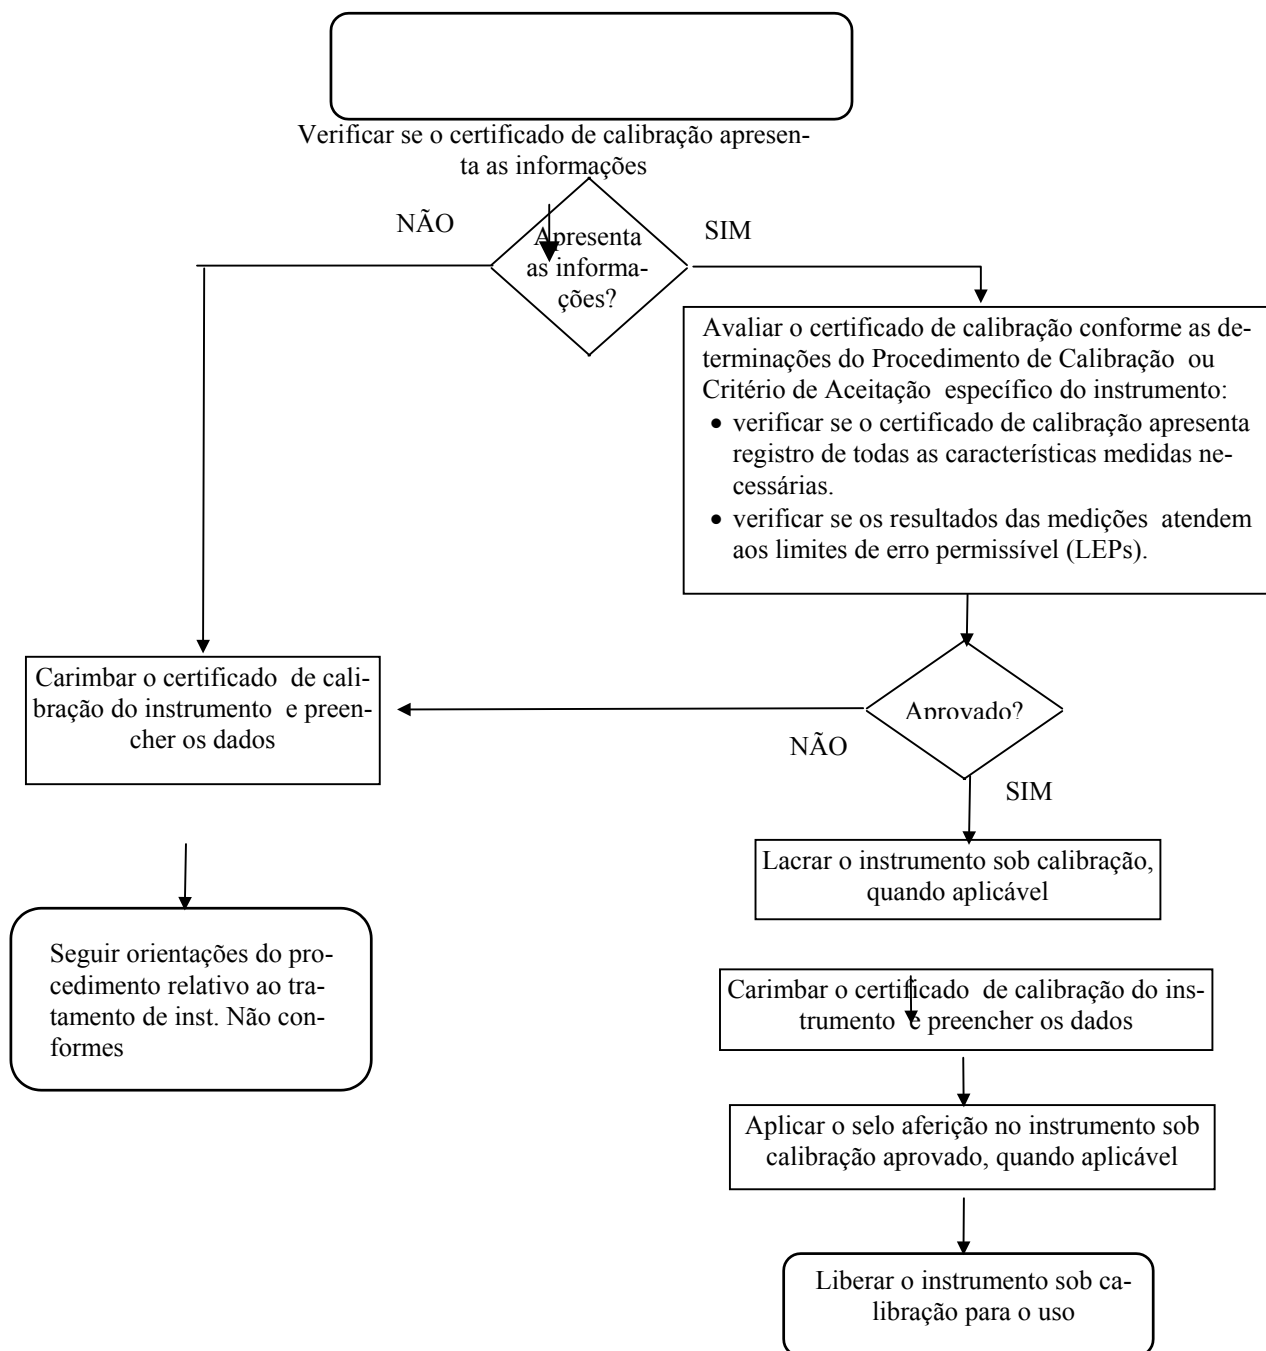 Verificar se o certificado de calibração apresen-
ta as informações
NÃO
SIM
Apresenta
as informa-
ções?
Avaliar o certificado de calibração conforme as de-
terminações do Procedimento de Calibração ou
Critério de Aceitação específico do instrumento:
• verificar se o certificado de calibração apresenta
registro de todas as características medidas ne-
cessárias.
• verificar se os resultados das medições atendem
aos limites de erro permissível (LEPs).
Carimbar o certificado de cali-
bração do instrumento e preen-
cher os dados
Aprovado?
NÃO
SIM
Lacrar o instrumento sob calibração,
quando aplicável
Seguir orientações do pro-
cedimento relativo ao tra-
tamento de inst. Não con-
formes
Carimbar o certificado de calibração do ins-
trumento e preencher os dados
Aplicar o selo aferição no instrumento sob
calibração aprovado, quando aplicável
Liberar o instrumento sob ca-
libração para o uso